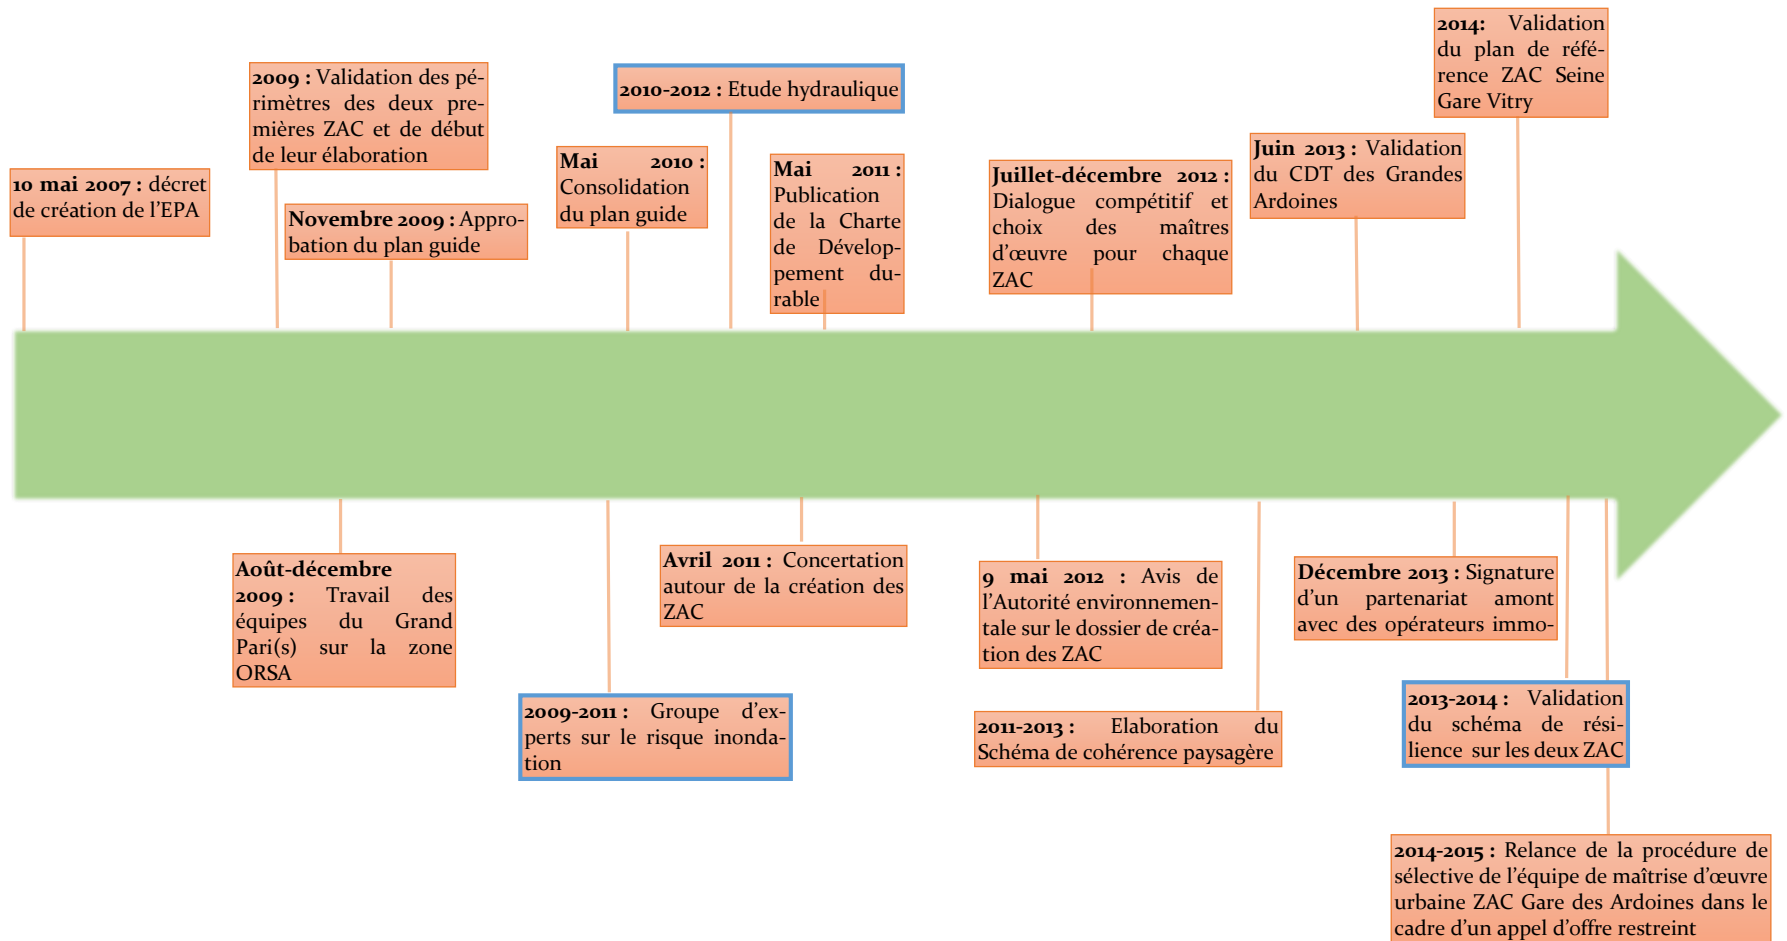 10 mai 2007 : décret
de création de l'EPA
2009 : Validation des pé-
rimètres des deux pre-
mières ZAC et de début
de leur élaboration
Novembre 2009 : Appro-
bation du plan guide
Mai 2010 :
Consolidation
du plan guide
2010-2012 : Etude hydraulique
Mai 2011 :
Publication
de la Charte
de Dévelop-
pement du-
rable
Juillet-décembre 2012 :
Dialogue compétitif et
choix des maîtres
d'œuvre pour chaque
ZAC
Juin 2013 : Validation
du CDT des Grandes
Ardoines
2014: Validation
du plan de réfé-
rence ZAC Seine
Gare Vitry
Août-décembre
2009 : Travail des
équipes du Grand
Pari(s) sur la zone
ORSA
2009-2011 : Groupe d'ex-
perts sur le risque inonda-
tion
Avril 2011 : Concertation
autour de la création des
ZAC
9 mai 2012 : Avis de
l'Autorité environnemen-
tale sur le dossier de créa-
tion des ZAC
2011-2013 : Elaboration du
Schéma de cohérence paysagère
Décembre 2013 : Signature
d'un partenariat amont
avec des opérateurs immo-
2013-2014 : Validation
du schéma de rési-
lience sur les deux ZAC
2014-2015 : Relance de la procédure de
sélective de l'équipe de maîtrise d'œuvre
urbaine ZAC Gare des Ardoines dans le
cadre d'un appel d'offre restreint